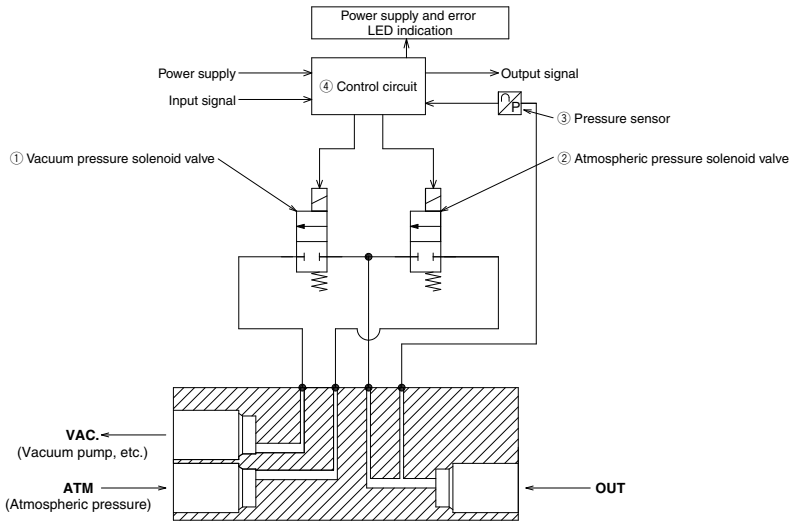 Power supply and error
LED indication
Power supply
④ Control circuit
Output signal
Input signal
P
③ Pressure sensor
① Vacuum pressure solenoid valve
② Atmospheric pressure solenoid valve
VAC.
(Vacuum pump, etc.)
ATM
(Atmospheric pressure)
OUT